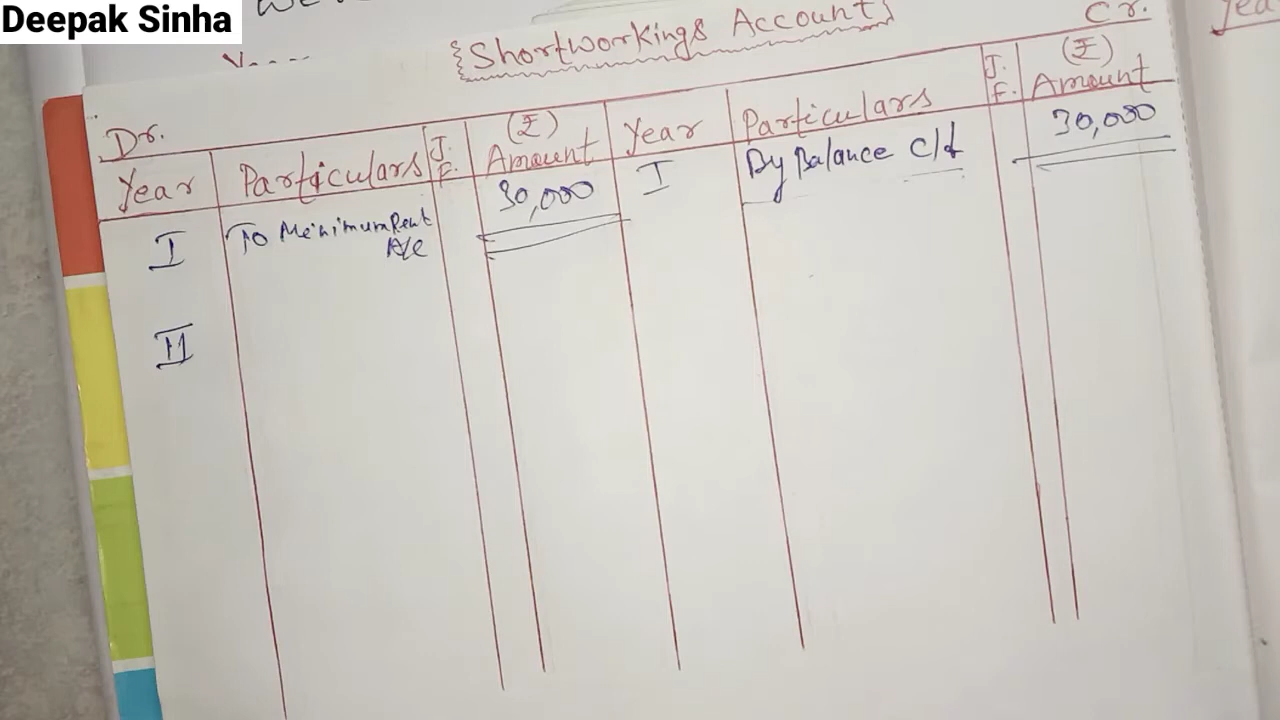 Deepak Sinha
{Shortworkings Account}
Dr.
Cr.
Year Particulars J.F. (₹) Amount Year Particulars J.F. (₹) Amount
I To Minimum Rent A/c 30,000 I By Balance c/d 30,000
II